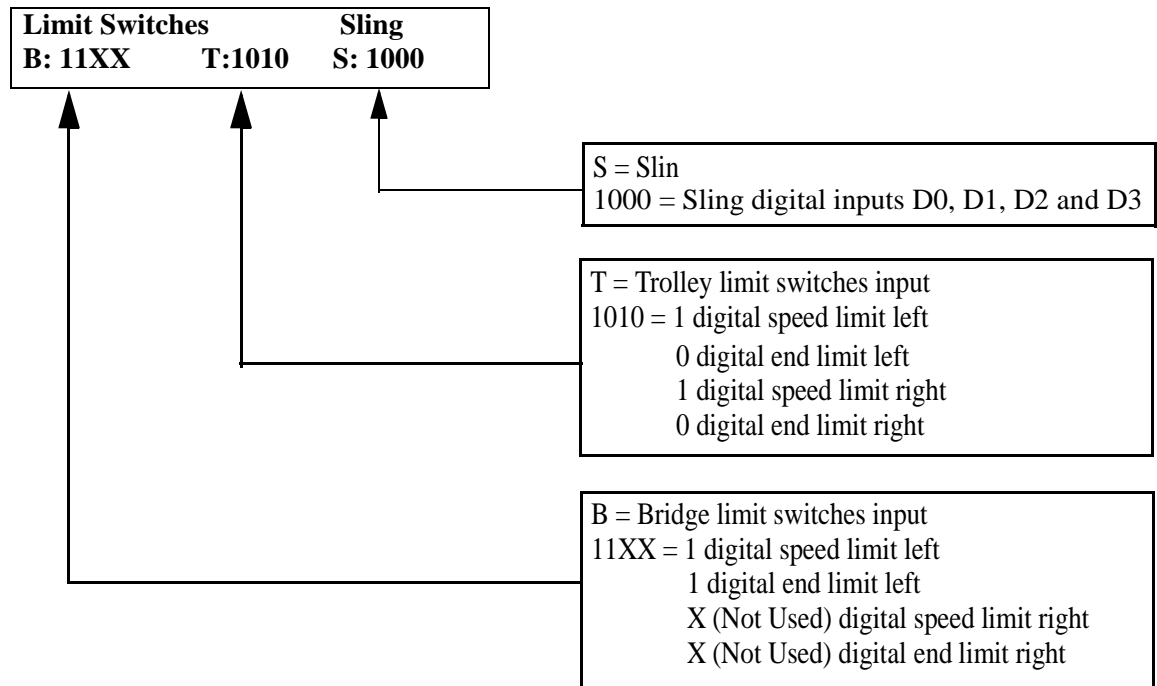 Limit Switches Sling
B: 11XX T:1010 S: 1000
S = Slin
1000 = Sling digital inputs D0, D1, D2 and D3
T = Trolley limit switches input
1010 = 1 digital speed limit left
0 digital end limit left
1 digital speed limit right
0 digital end limit right
B = Bridge limit switches input
11XX = 1 digital speed limit left
1 digital end limit left
X (Not Used) digital speed limit right
X (Not Used) digital end limit right